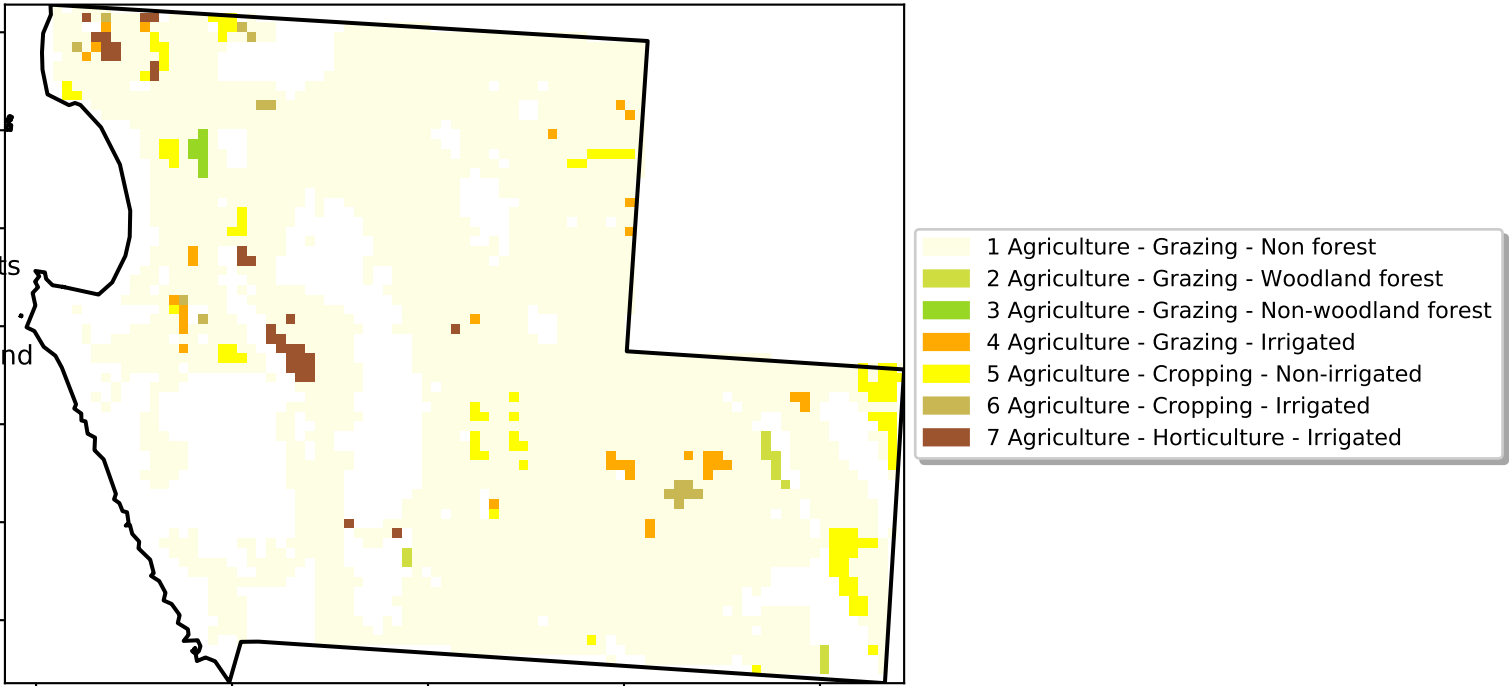 ts
nd
1 Agriculture - Grazing - Non forest
2 Agriculture - Grazing - Woodland forest
3 Agriculture - Grazing - Non-woodland forest
4 Agriculture - Grazing - Irrigated
5 Agriculture - Cropping - Non-irrigated
6 Agriculture - Cropping - Irrigated
7 Agriculture - Horticulture - Irrigated